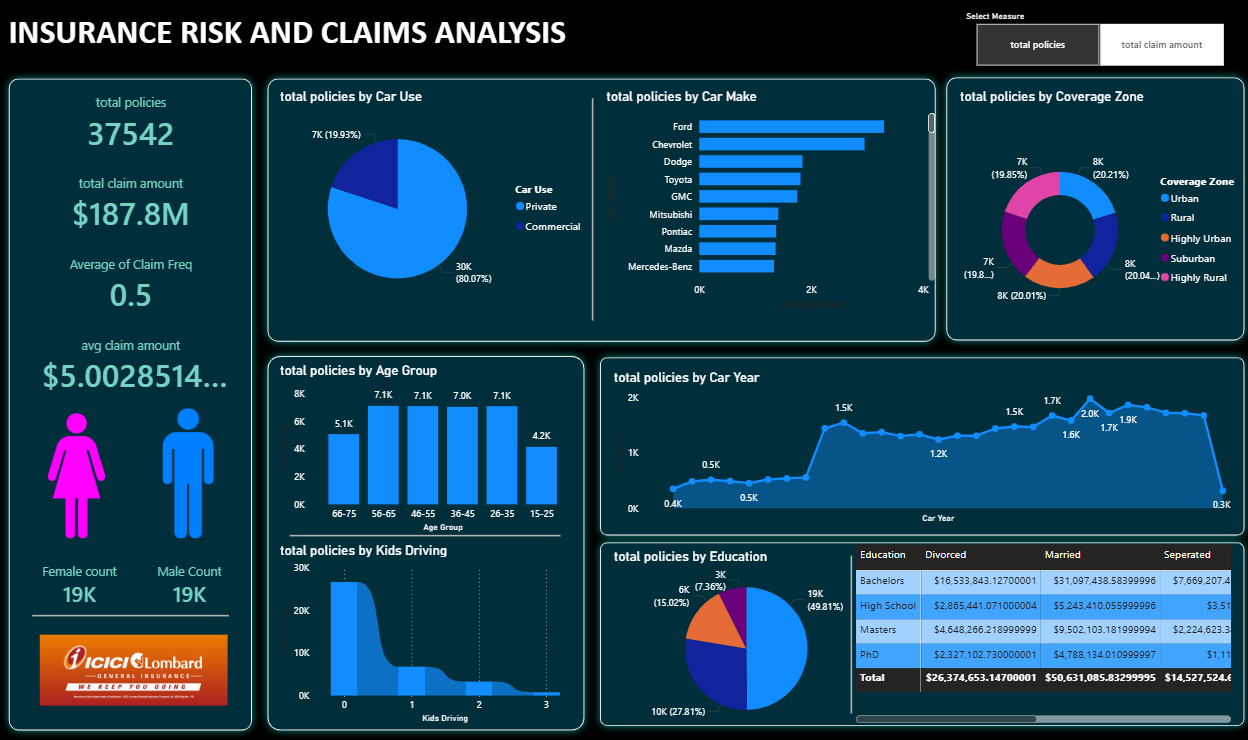 INSURANCE RISK AND CLAIMS ANALYSIS
Select Measure
total policies
total claim amount
total policies
37542
total claim amount
$187.8M
Average of Claim Freq
0.5
avg claim amount
$5.0028514...
Female count
19K
Male Count
19K
ICICI Lombard
GENERAL INSURANCE
WE KEEP YOU GOING
total policies by Car Use
7K (19.93%)
30K
(80.07%)
Car Use
Private
Commercial
total policies by Car Make
Ford
Chevrolet
Dodge
Toyota
GMC
Mitsubishi
Pontiac
Mazda
Mercedes-Benz
0K 2K 4K
total policies by Coverage Zone
7K
(19.85%)
8K
(20.21%)
7K
(19.8...)
8K
(20.04...)
8K (20.01%)
Coverage Zone
Urban
Rural
Highly Urban
Suburban
Highly Rural
total policies by Age Group
8K
6K
4K
2K
0K
5.1K 7.1K 7.1K 7.0K 7.1K 4.2K
66-75 56-65 46-55 36-45 26-35 15-25
Age Group
total policies by Kids Driving
30K
20K
10K
0K
0 1 2 3
Kids Driving
total policies by Car Year
2K
1K
0K
0.4K 0.5K 0.5K 1.5K 1.2K 1.5K 1.7K 1.6K 2.0K 1.7K 1.9K 0.3K
Car Year
total policies by Education
3K
(7.36%)
6K
(15.02%)
19K
(49.81%)
10K (27.81%)
Education Divorced Married Seperated
Bachelors $16,533,843.12700001 $31,097,438.58399996 $7,669,207.4
High School $2,865,441.071000004 $5,243,410.055999996 $3,51
Masters $4,648,266.218999999 $9,502,103.181999994 $2,224,623.3
PhD $2,327,102.730000001 $4,788,134.010999997 $1,11
Total $26,374,653.14700001 $50,631,085.83299995 $14,527,524.6